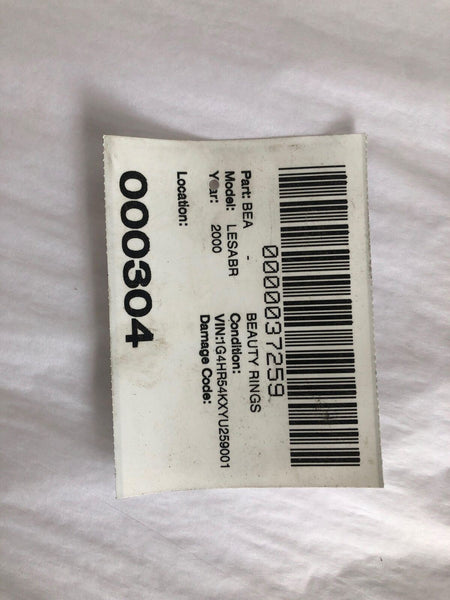 0000037259
Part: BEA - BEAUTY RINGS
Model: LESABR Condition:
Year: 2000 VIN:1G4HR54KXYU259001
Damage Code:
Location:
000304